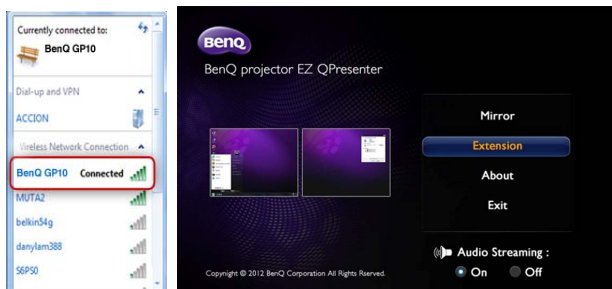 Currently connected to:
BenQ GP10
Dial-up and VPN
ACCION
Wireless Network Connection
BenQ GP10 Connected
MUTA2
belkin54g
danylam388
S6PS0
BenQ
BenQ projector EZ QPresenter
Mirror
Extension
About
Exit
Audio Streaming :
On Off
Copyright © 2012 BenQ Corporation All Rights Reserved.